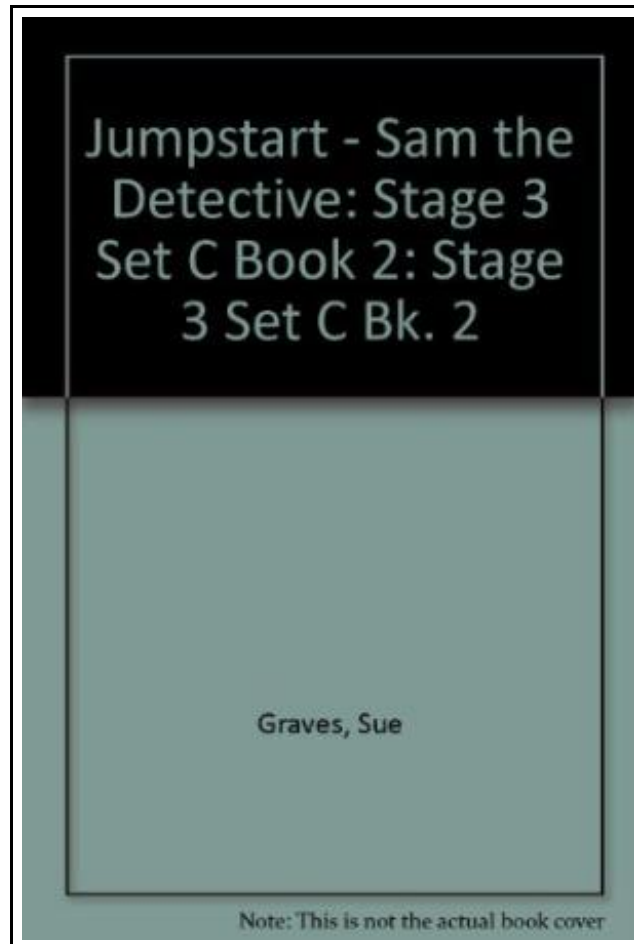 Jumpstart - Sam the
Detective: Stage 3
Set C Book 2: Stage
3 Set C Bk. 2
Graves, Sue
Note: This is not the actual book cover